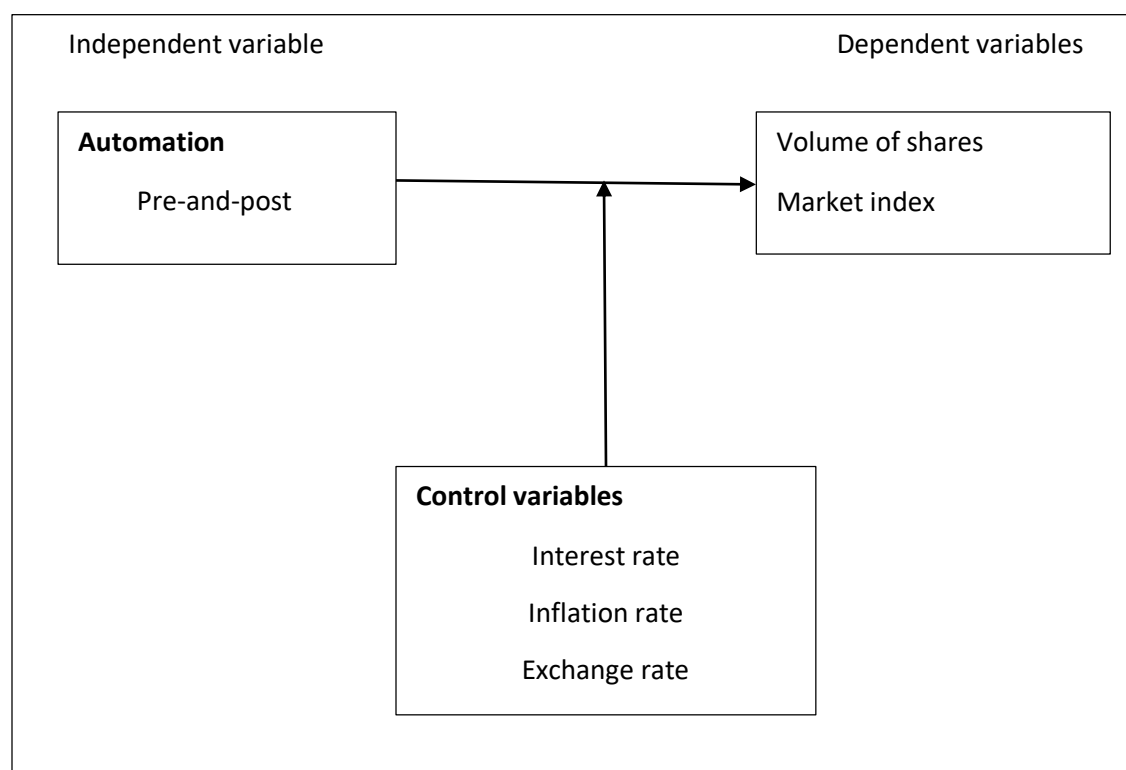 Independent variable
Dependent variables
Automation
Pre-and-post
Volume of shares
Market index
Control variables
Interest rate
Inflation rate
Exchange rate